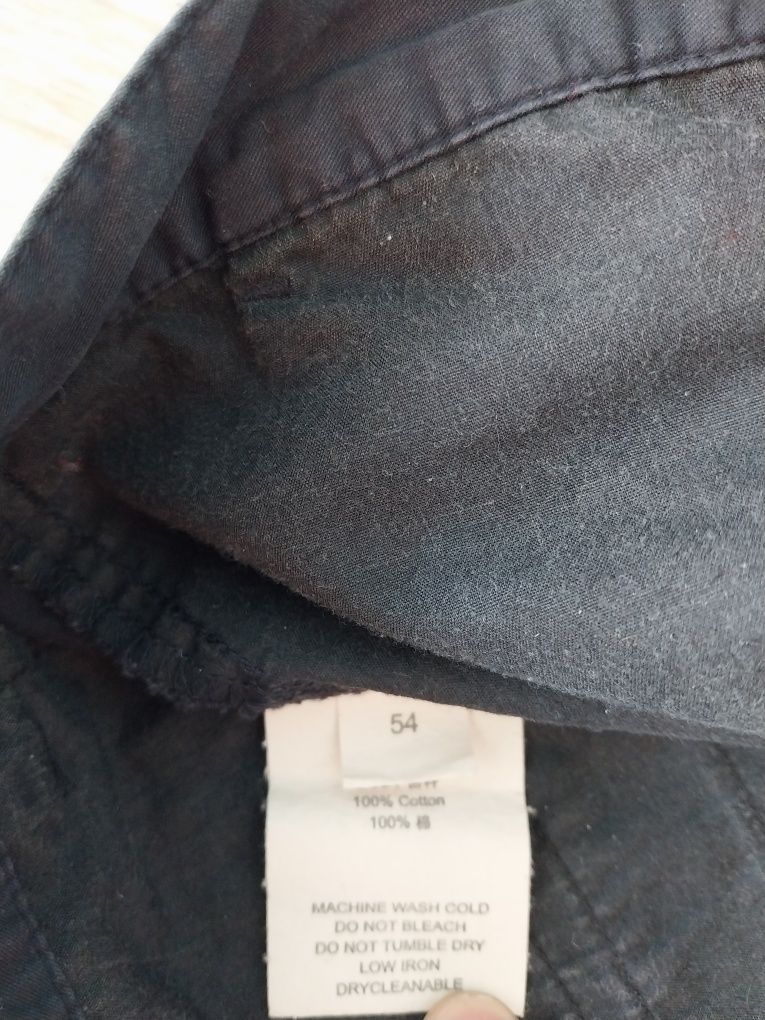 54
100% Cotton
100% 棉
MACHINE WASH COLD
DO NOT BLEACH
DO NOT TUMBLE DRY
LOW IRON
DRYCLEANABLE